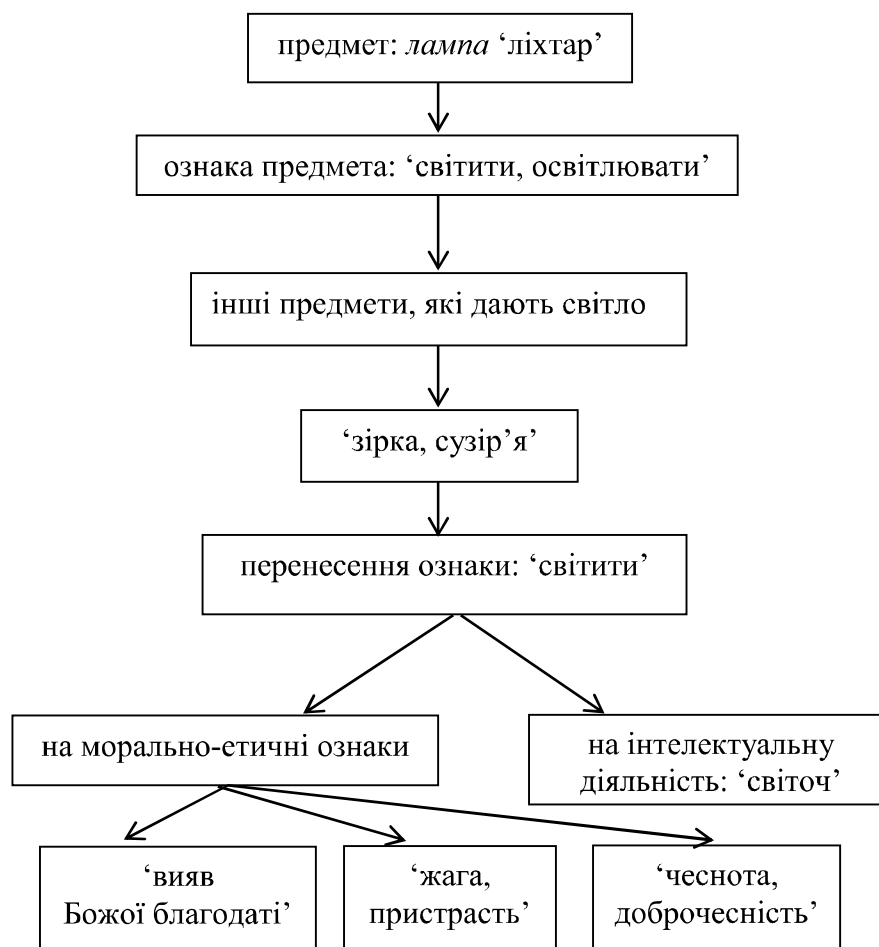 предмет: лампа ‘ліхтар’
ознака предмета: ‘світити, освітлювати’
інші предмети, які дають світло
‘зірка, сузір’я’
перенесення ознаки: ‘світити’
на морально-етичні ознаки
на інтелектуальну
діяльність: ‘світоч’
‘вияв
Божої благодаті’
‘жага,
пристрасть’
‘чеснота,
доброчесність’